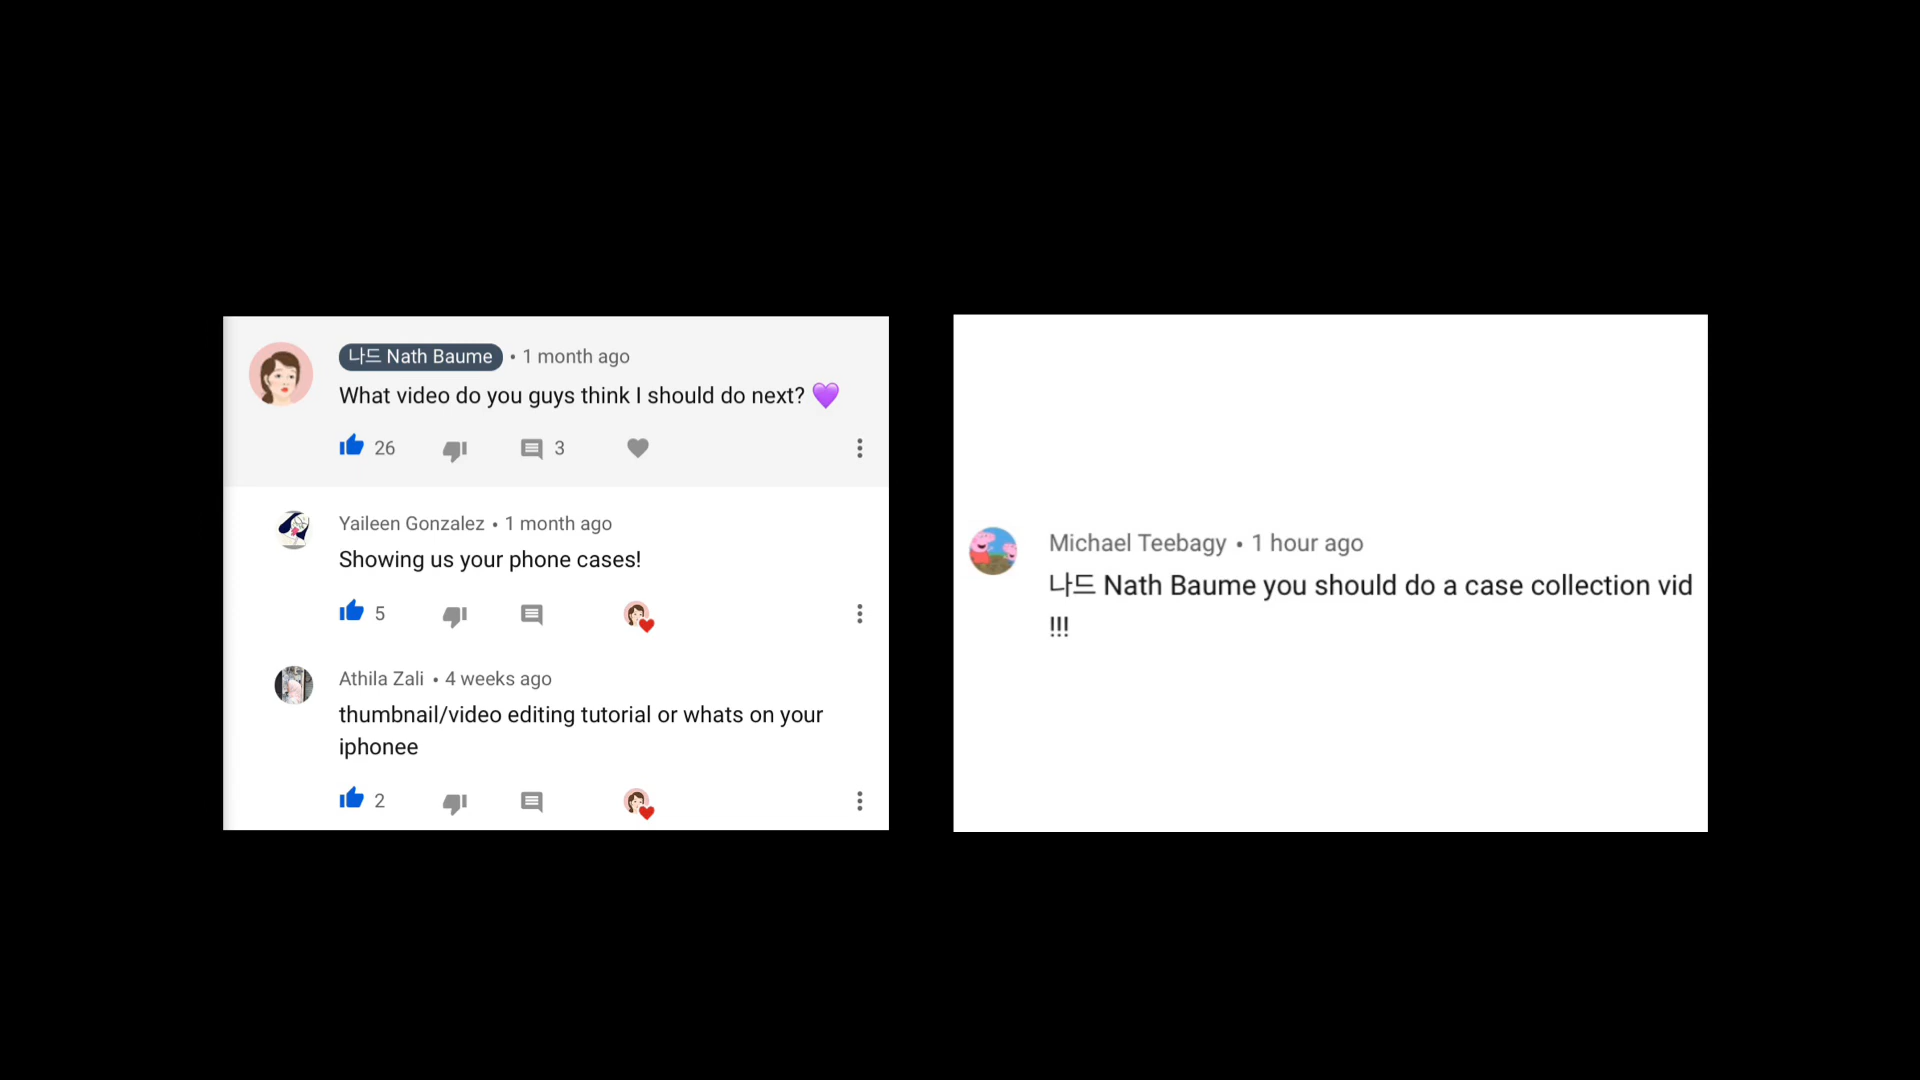 나드 Nath Baume • 1 month ago
What video do you guys think I should do next? 💜
26
3
Yaileen Gonzalez • 1 month ago
Showing us your phone cases!
5
Athila Zali • 4 weeks ago
thumbnail/video editing tutorial or whats on your
iphonee
2
Michael Teebagy • 1 hour ago
나드 Nath Baume you should do a case collection vid
!!!